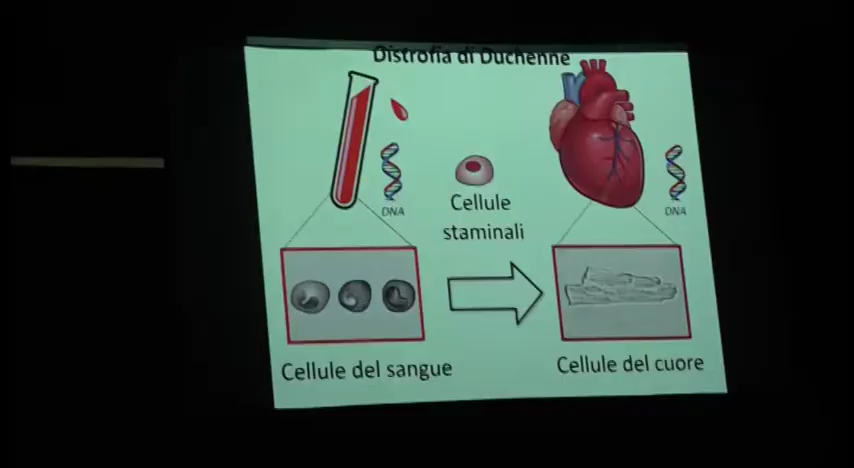 Distrofia di Duchenne
DNA
Cellule
staminali
DNA
Cellule del sangue
Cellule del cuore